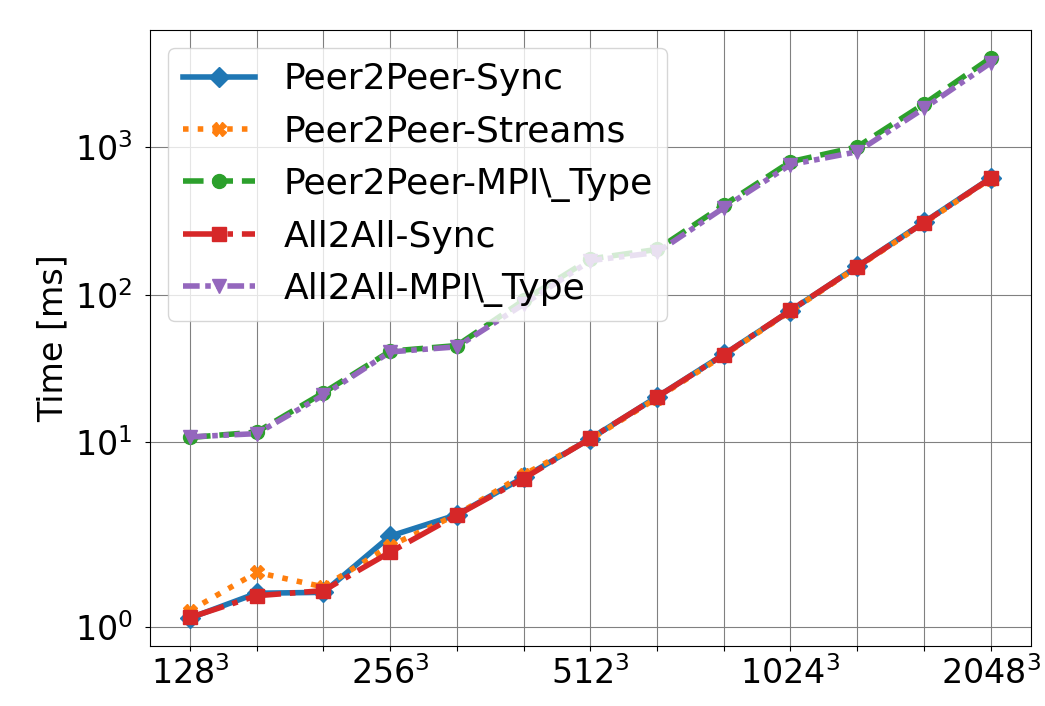 Peer2Peer-Sync
Peer2Peer-Streams
Peer2Peer-MPI\_Type
All2All-Sync
All2All-MPI\_Type
Time [ms]
10³
10²
10¹
10⁰
128³ 256³ 512³ 1024³ 2048³